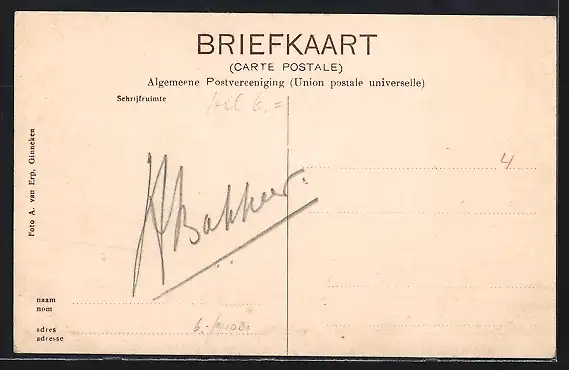 BRIEFKAART
(CARTE POSTALE)
Algemeene Postvereeniging (Union postale universelle)
Schrijfruimte
6,=
4
Foto A. van Erp, Ginneken
Bakker.
naam
nom
adres
adresse